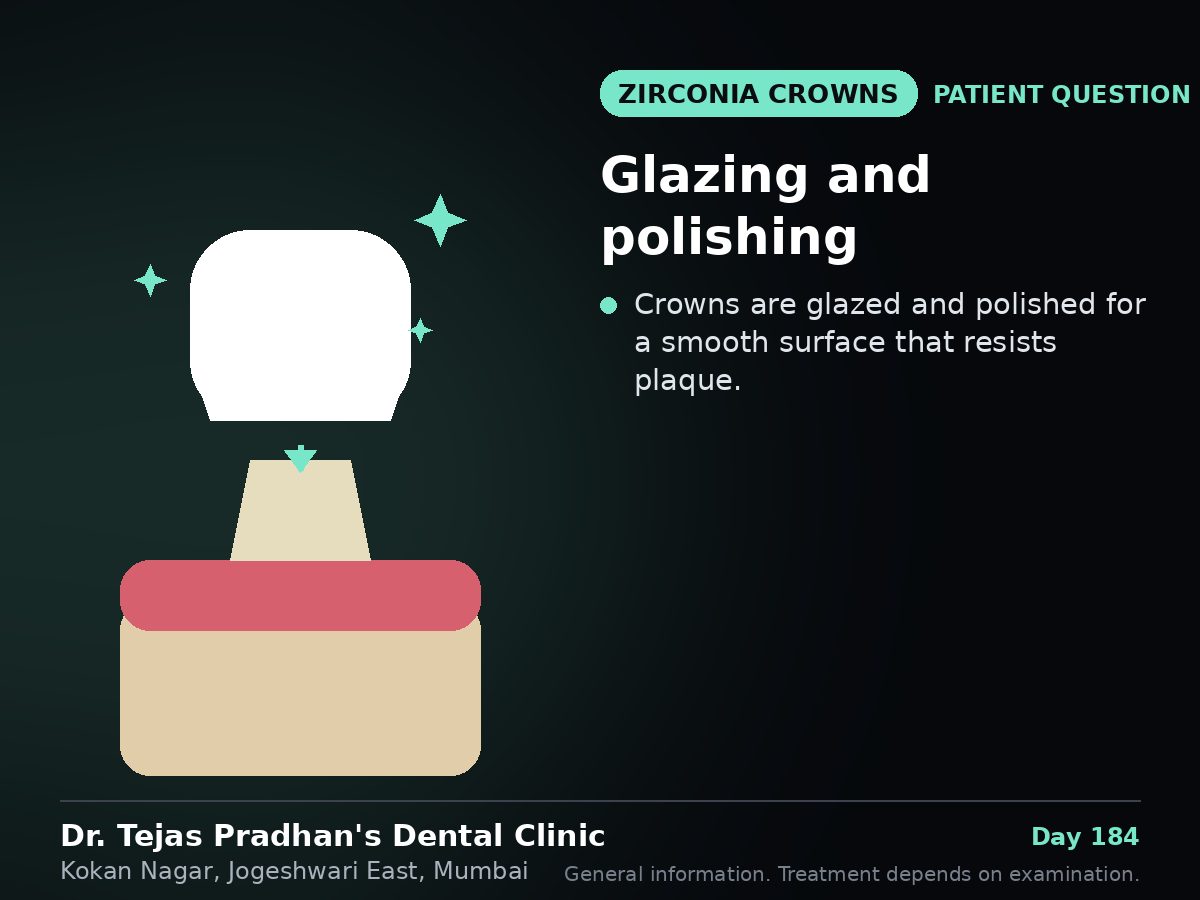 ZIRCONIA CROWNS PATIENT QUESTION
Glazing and
polishing
Crowns are glazed and polished for
a smooth surface that resists
plaque.
Dr. Tejas Pradhan's Dental Clinic
Day 184
Kokan Nagar, Jogeshwari East, Mumbai
General information. Treatment depends on examination.